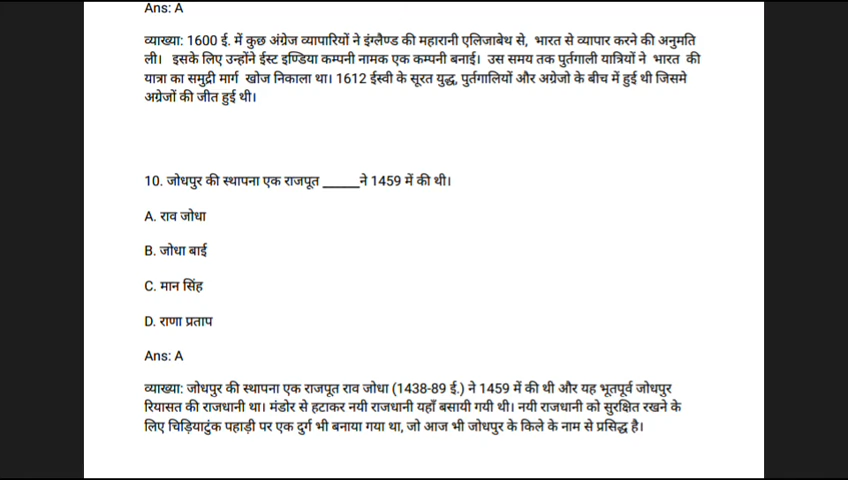 Ans: A
व्याख्या: 1600 ई. में कुछ अंग्रेज व्यापारियों ने इंग्लैण्ड की महारानी एलिजाबेथ से, भारत से व्यापार करने की अनुमति
ली। इसके लिए उन्होंने ईस्ट इण्डिया कम्पनी नामक एक कम्पनी बनाई। उस समय तक पुर्तगाली यात्रियों ने भारत की
यात्रा का समुद्री मार्ग खोज निकाला था। 1612 ईस्वी के सूरत युद्ध, पुर्तगालियों और अग्रेजो के बीच में हुई थी जिसमे
अग्रेजों की जीत हुई थी।
10. जोधपुर की स्थापना एक राजपूत ______ने 1459 में की थी।
A. राव जोधा
B. जोधा बाई
C. मान सिंह
D. राणा प्रताप
Ans: A
व्याख्या: जोधपुर की स्थापना एक राजपूत राव जोधा (1438-89 ई.) ने 1459 में की थी और यह भूतपूर्व जोधपुर
रियासत की राजधानी था। मंडोर से हटाकर नयी राजधानी यहाँ बसायी गयी थी। नयी राजधानी को सुरक्षित रखने के
लिए चिड़ियाटुंक पहाड़ी पर एक दुर्ग भी बनाया गया था, जो आज भी जोधपुर के किले के नाम से प्रसिद्ध है।